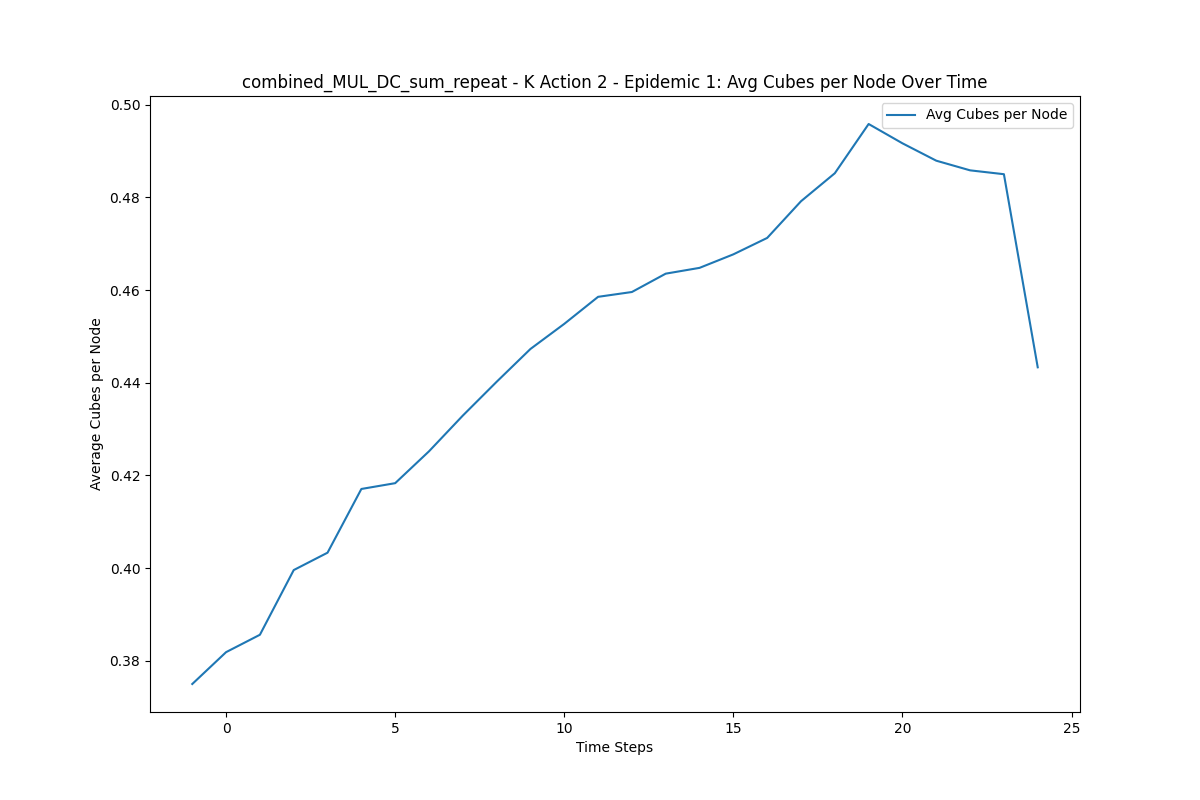 combined_MUL_DC_sum_repeat - K Action 2 - Epidemic 1: Avg Cubes per Node Over Time
Avg Cubes per Node
Average Cubes per Node
0.50
0.48
0.46
0.44
0.42
0.40
0.38
0 5 10 15 20 25
Time Steps